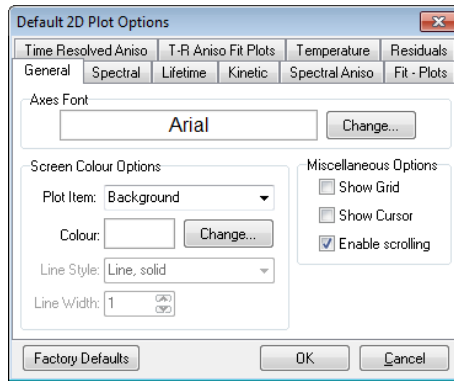 Default 2D Plot Options
Time Resolved Aniso T-R Aniso Fit Plots Temperature Residuals
General Spectral Lifetime Kinetic Spectral Aniso Fit - Plots
Axes Font
Arial Change...
Screen Colour Options
Plot Item: Background
Colour: Change...
Line Style: Line, solid
Line Width: 1
Miscellaneous Options
Show Grid
Show Cursor
Enable scrolling
Factory Defaults OK Cancel